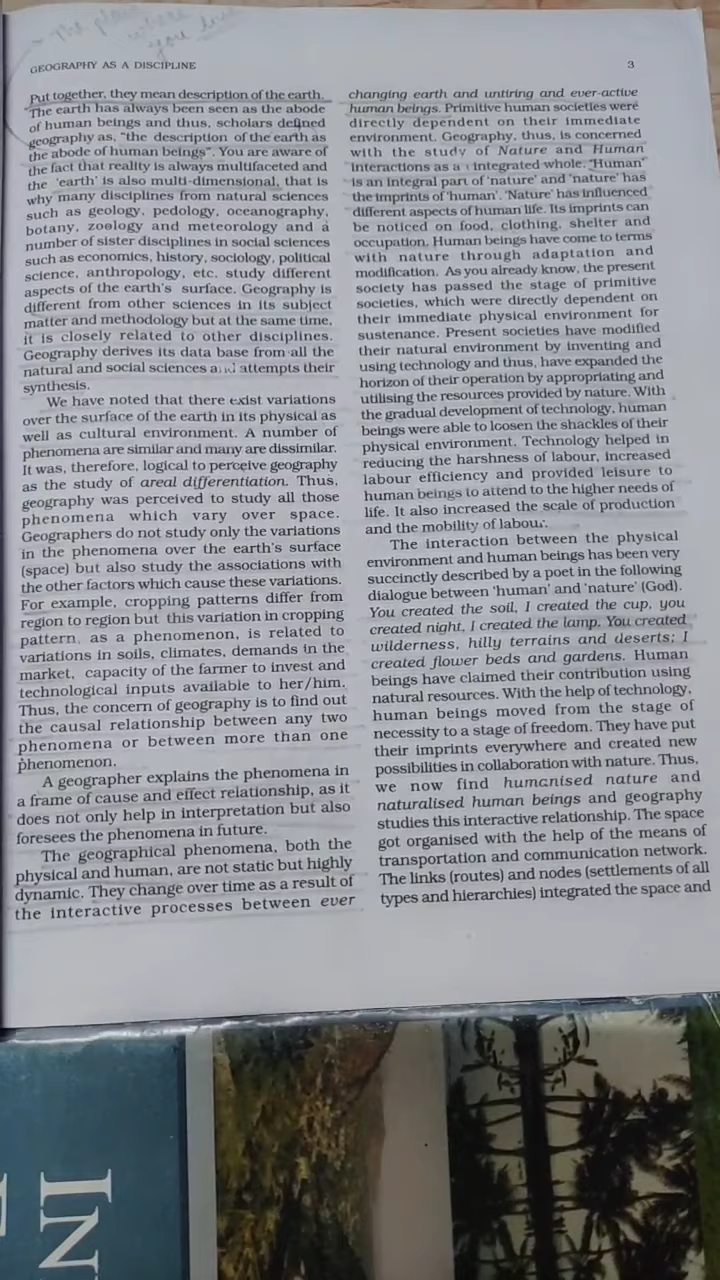 The place
where
you live
GEOGRAPHY AS A DISCIPLINE
3
Put together, they mean description of the earth.
The earth has always been seen as the abode
of human beings and thus, scholars defined
geography as, "the description of the earth as
the abode of human beings". You are aware of
the fact that reality is always multifaceted and
the 'earth' is also multi-dimensional, that is
why many disciplines from natural sciences
such as geology, pedology, oceanography,
botany, zoology and meteorology and a
number of sister disciplines in social sciences
such as economics, history, sociology, political
science, anthropology, etc. study different
aspects of the earth's surface. Geography is
different from other sciences in its subject
matter and methodology but at the same time,
it is closely related to other disciplines.
Geography derives its data base from all the
natural and social sciences and attempts their
synthesis.
We have noted that there exist variations
over the surface of the earth in its physical as
well as cultural environment. A number of
phenomena are similar and many are dissimilar.
It was, therefore, logical to perceive geography
as the study of areal differentiation. Thus,
geography was perceived to study all those
phenomena which vary over space.
Geographers do not study only the variations
in the phenomena over the earth's surface
(space) but also study the associations with
the other factors which cause these variations.
For example, cropping patterns differ from
region to region but this variation in cropping
pattern, as a phenomenon, is related to
variations in soils, climates, demands in the
market, capacity of the farmer to invest and
technological inputs available to her/him.
Thus, the concern of geography is to find out
the causal relationship between any two
phenomena or between more than one
phenomenon.
A geographer explains the phenomena in
a frame of cause and effect relationship, as it
does not only help in interpretation but also
foresees the phenomena in future.
The geographical phenomena, both the
physical and human, are not static but highly
dynamic. They change over time as a result of
the interactive processes between ever
changing earth and untiring and ever-active
human beings. Primitive human societies were
directly dependent on their immediate
environment. Geography, thus, is concerned
with the study of Nature and Human
interactions as a integrated whole. 'Human'
is an integral part of 'nature' and 'nature' has
the imprints of 'human'. 'Nature' has influenced
different aspects of human life. Its imprints can
be noticed on food, clothing, shelter and
occupation. Human beings have come to terms
with nature through adaptation and
modification. As you already know, the present
society has passed the stage of primitive
societies, which were directly dependent on
their immediate physical environment for
sustenance. Present societies have modified
their natural environment by inventing and
using technology and thus, have expanded the
horizon of their operation by appropriating and
utilising the resources provided by nature. With
the gradual development of technology, human
beings were able to loosen the shackles of their
physical environment. Technology helped in
reducing the harshness of labour, increased
labour efficiency and provided leisure to
human beings to attend to the higher needs of
life. It also increased the scale of production
and the mobility of labour.
The interaction between the physical
environment and human beings has been very
succinctly described by a poet in the following
dialogue between 'human' and 'nature' (God).
You created the soil, I created the cup, you
created night, I created the lamp. You created
wilderness, hilly terrains and deserts; I
created flower beds and gardens. Human
beings have claimed their contribution using
natural resources. With the help of technology,
human beings moved from the stage of
necessity to a stage of freedom. They have put
their imprints everywhere and created new
possibilities in collaboration with nature. Thus,
we now find humanised nature and
naturalised human beings and geography
studies this interactive relationship. The space
got organised with the help of the means of
transportation and communication network.
The links (routes) and nodes (settlements of all
types and hierarchies) integrated the space and
IN